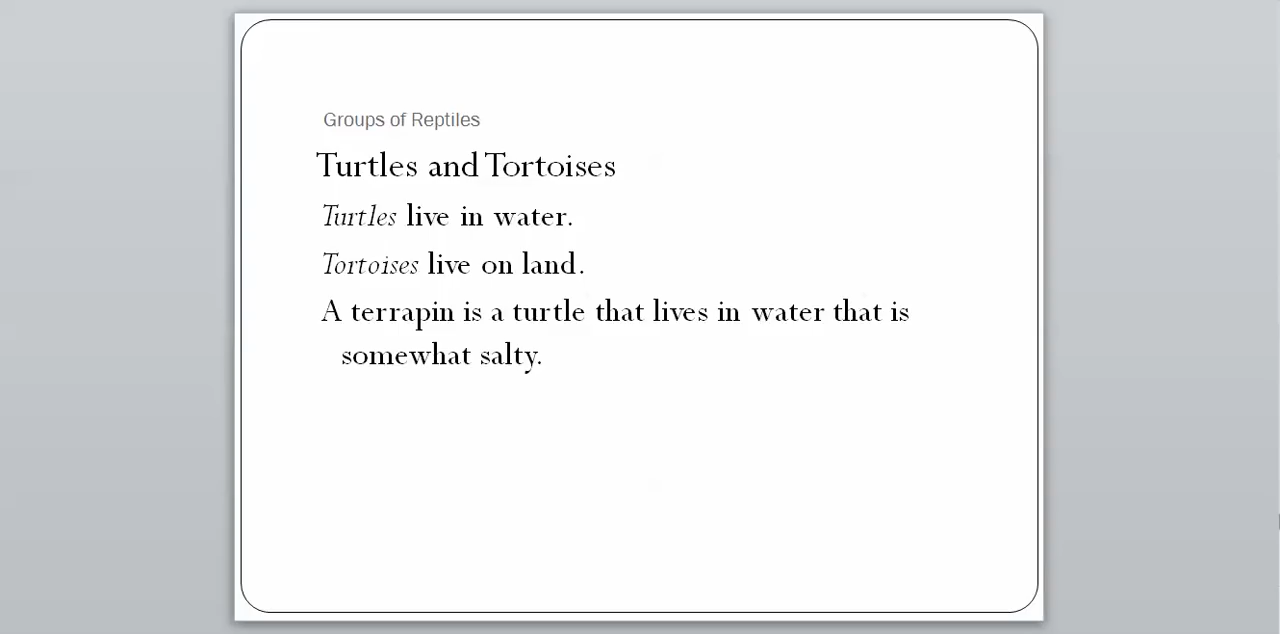 Groups of Reptiles
Turtles and Tortoises
Turtles live in water.
Tortoises live on land.
A terrapin is a turtle that lives in water that is
somewhat salty.